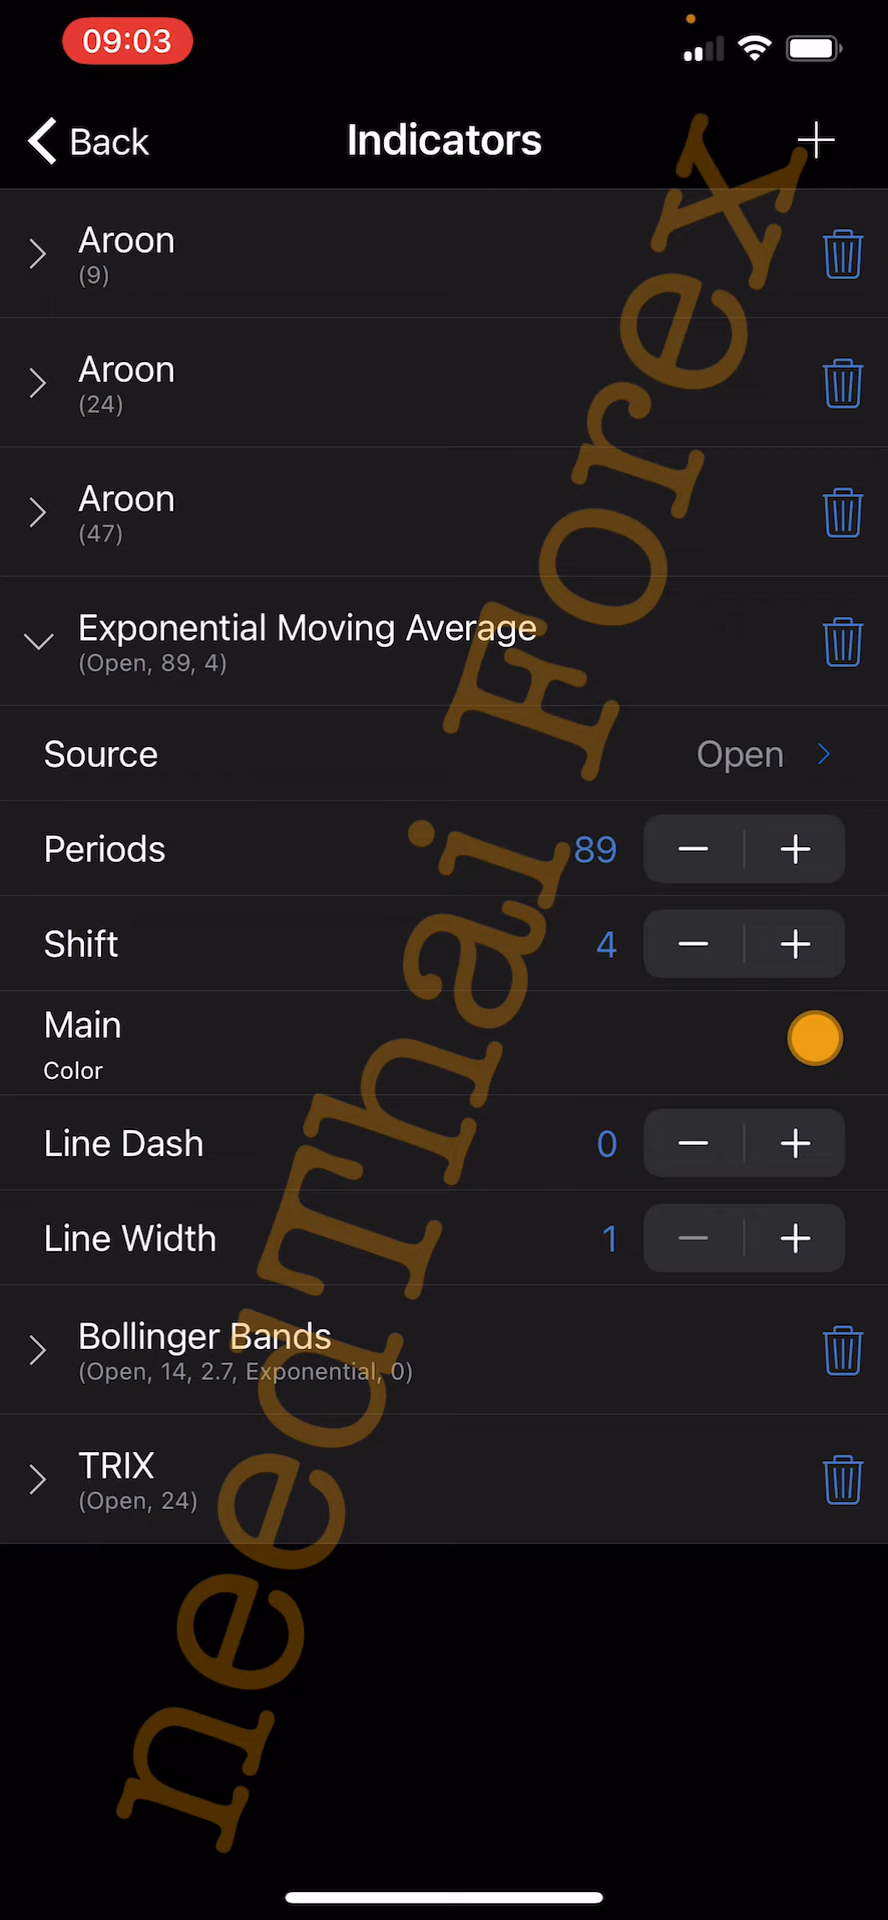 09:03
Back
Indicators
Aroon
(9)
Aroon
(24)
Aroon
(47)
Exponential Moving Average
(Open, 89, 4)
Source
Open
Periods
89
Shift
4
Main
Color
Line Dash
0
Line Width
1
Bollinger Bands
(Open, 14, 2.7, Exponential, 0)
TRIX
(Open, 24)
neeaThai Forex